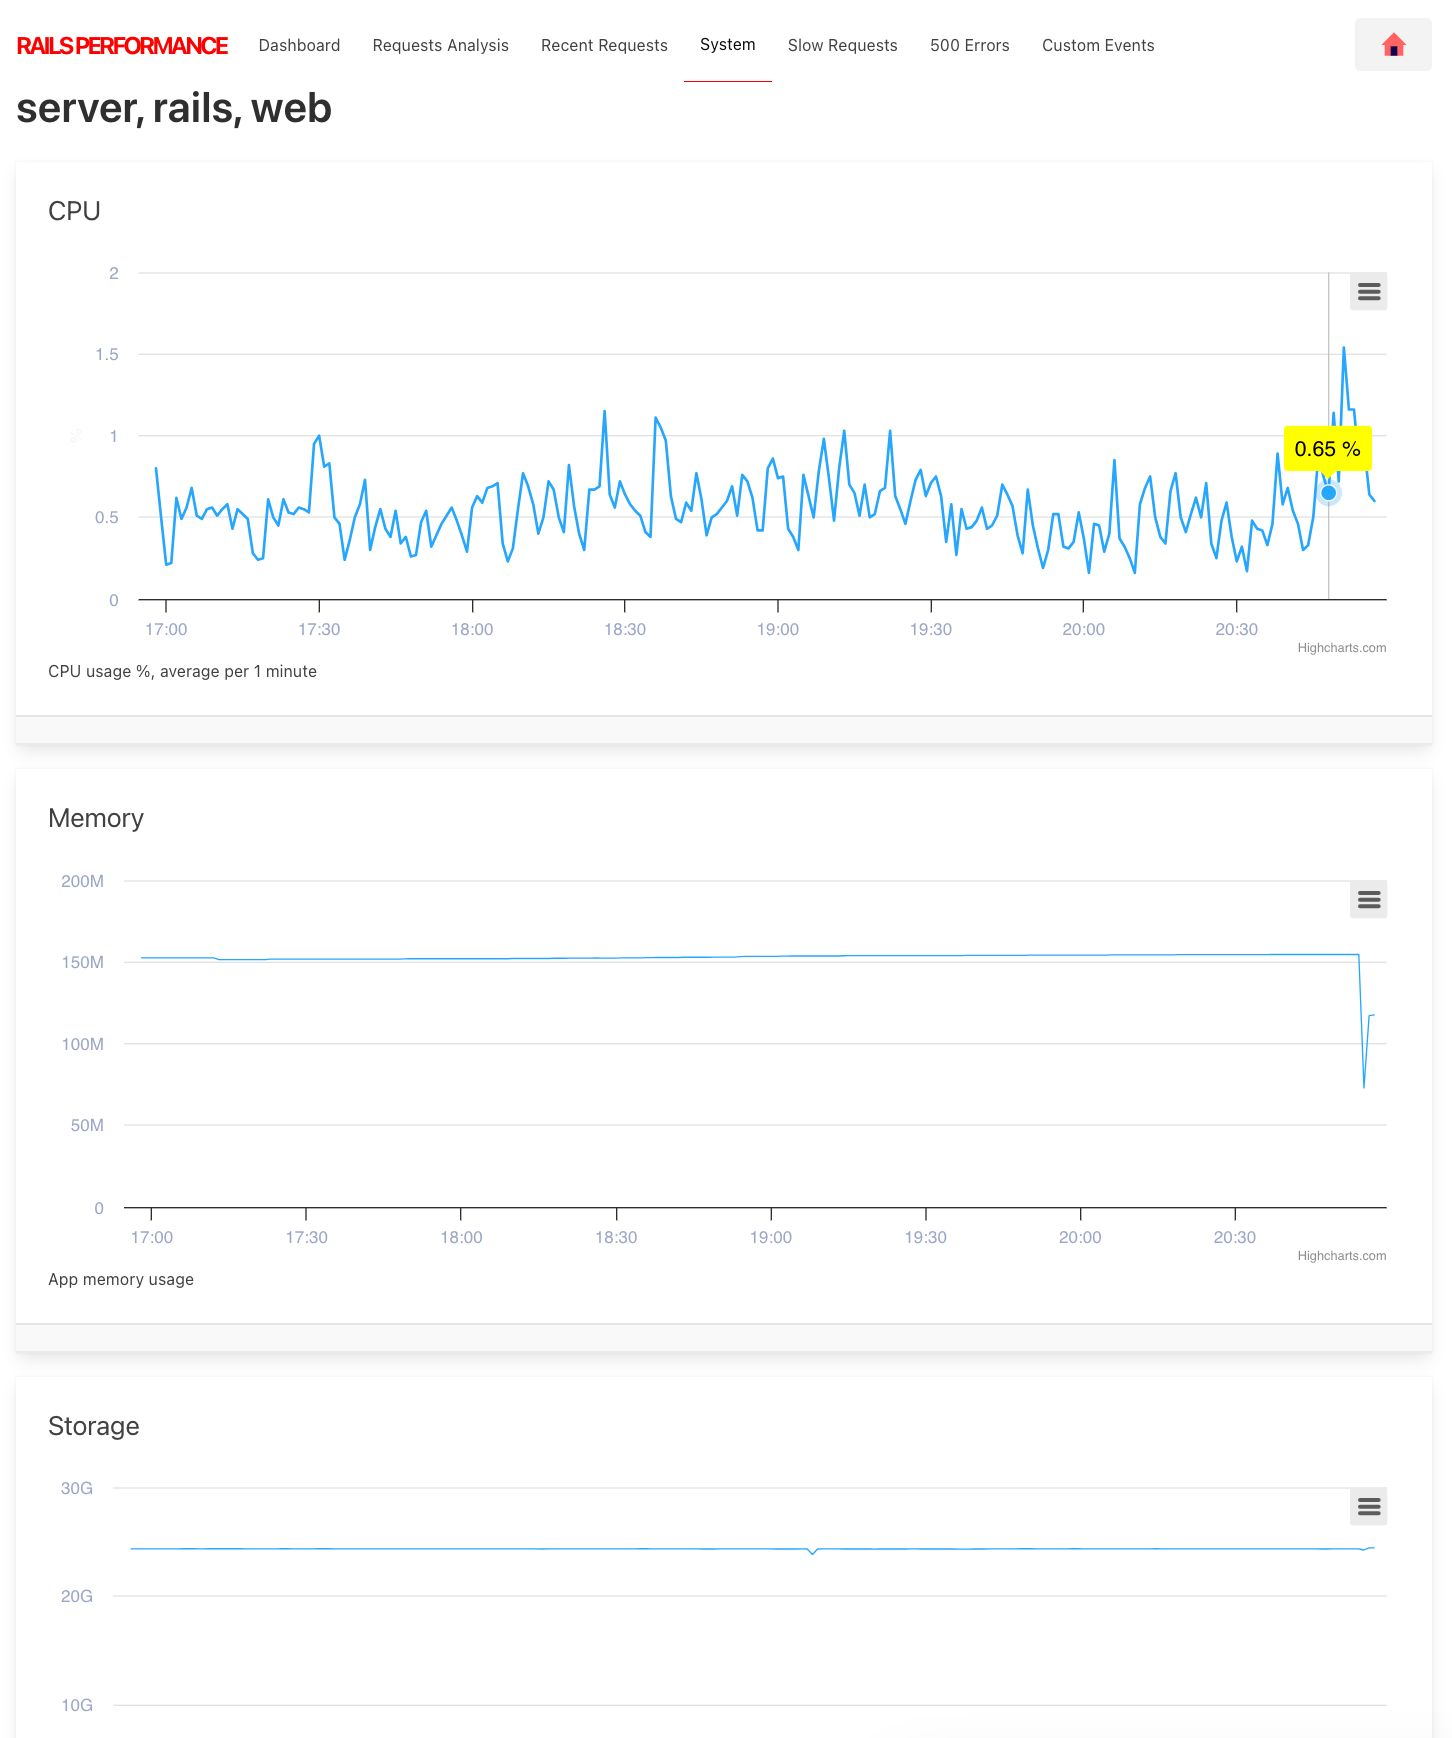 RAILS PERFORMANCE Dashboard Requests Analysis Recent Requests System Slow Requests 500 Errors Custom Events
server, rails, web
CPU
2
1.5
%
1
0.5
0
0.65 %
17:00 17:30 18:00 18:30 19:00 19:30 20:00 20:30
Highcharts.com
CPU usage %, average per 1 minute
Memory
200M
150M
100M
50M
0
17:00 17:30 18:00 18:30 19:00 19:30 20:00 20:30
Highcharts.com
App memory usage
Storage
30G
20G
10G